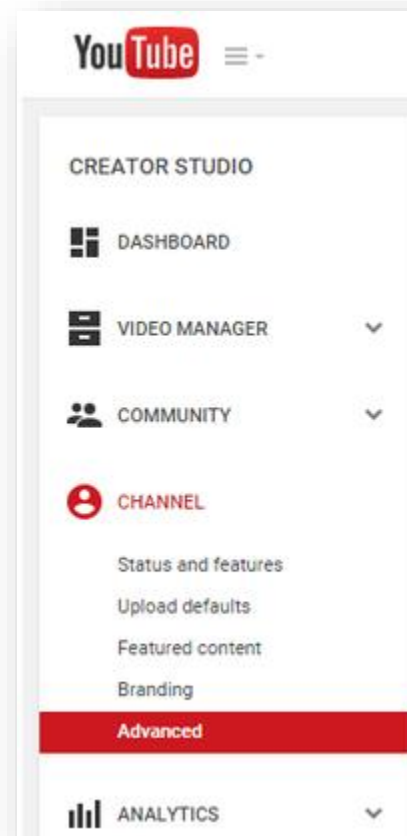 YouTube
CREATOR STUDIO
DASHBOARD
VIDEO MANAGER
COMMUNITY
CHANNEL
Status and features
Upload defaults
Featured content
Branding
Advanced
ANALYTICS